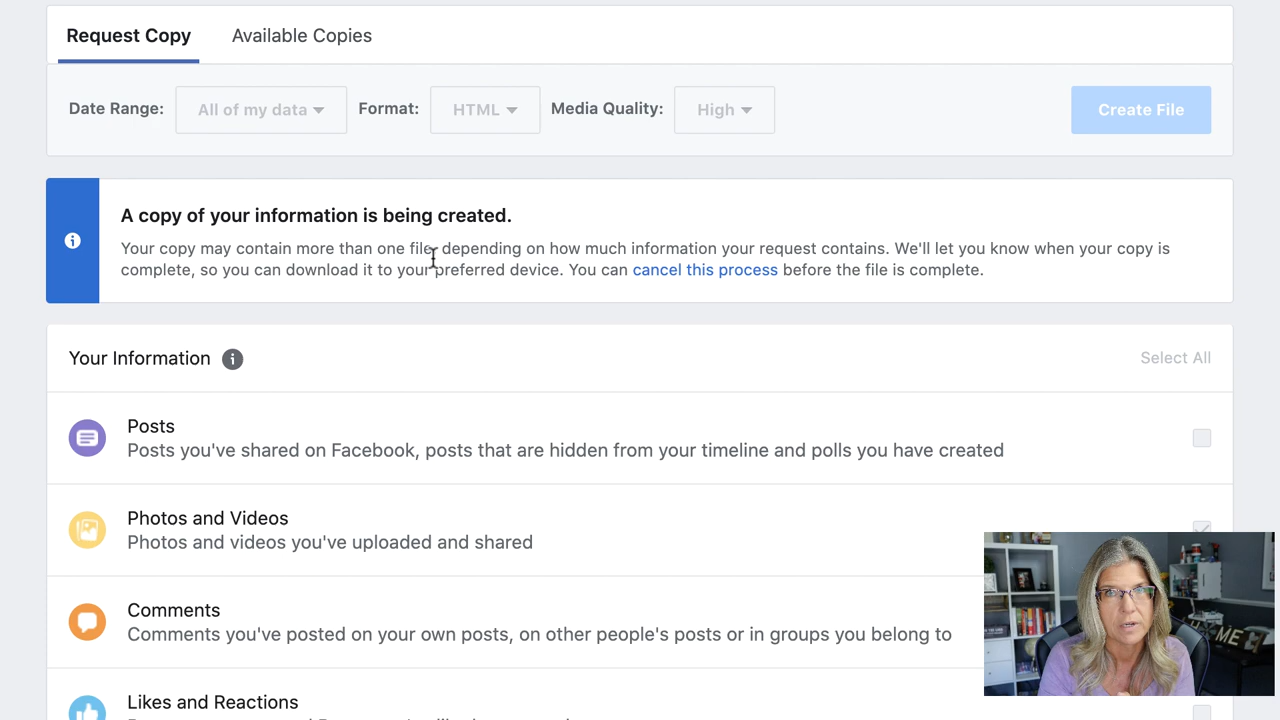 Request Copy Available Copies
Date Range: All of my data Format: HTML Media Quality: High Create File
A copy of your information is being created.
Your copy may contain more than one file, depending on how much information your request contains. We'll let you know when your copy is
complete, so you can download it to your preferred device. You can cancel this process before the file is complete.
Your Information
Select All
Posts
Posts you've shared on Facebook, posts that are hidden from your timeline and polls you have created
Photos and Videos
Photos and videos you've uploaded and shared
Comments
Comments you've posted on your own posts, on other people's posts or in groups you belong to
Likes and Reactions